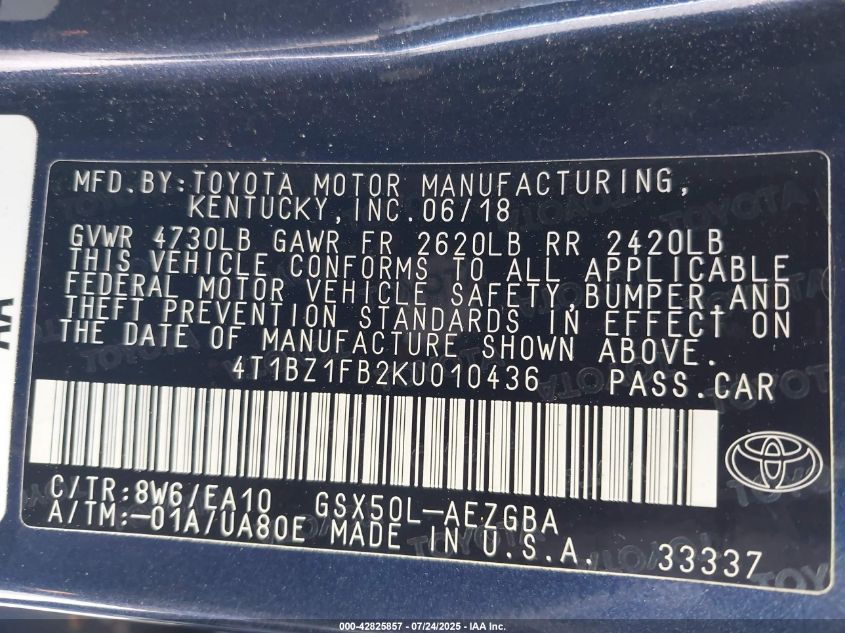 MFD.BY:TOYOTA MOTOR MANUFACTURING,
KENTUCKY,INC.06/18
GVWR 4730LB GAWR FR 2620LB RR 2420LB
THIS VEHICLE CONFORMS TO ALL APPLICABLE
FEDERAL MOTOR VEHICLE SAFETY,BUMPER,AND
THEFT PREVENTION STANDARDS IN EFFECT ON
THE DATE OF MANUFACTURE SHOWN ABOVE.
4T1BZ1FB2KU010436 PASS.CAR
C/TR:8W6/EA10 GSX50L-AEZGBA
A/TM:-01A/UA80E MADE IN U.S.A. 33337
AA
000-42825857 - 07/24/2025 - IAA Inc.